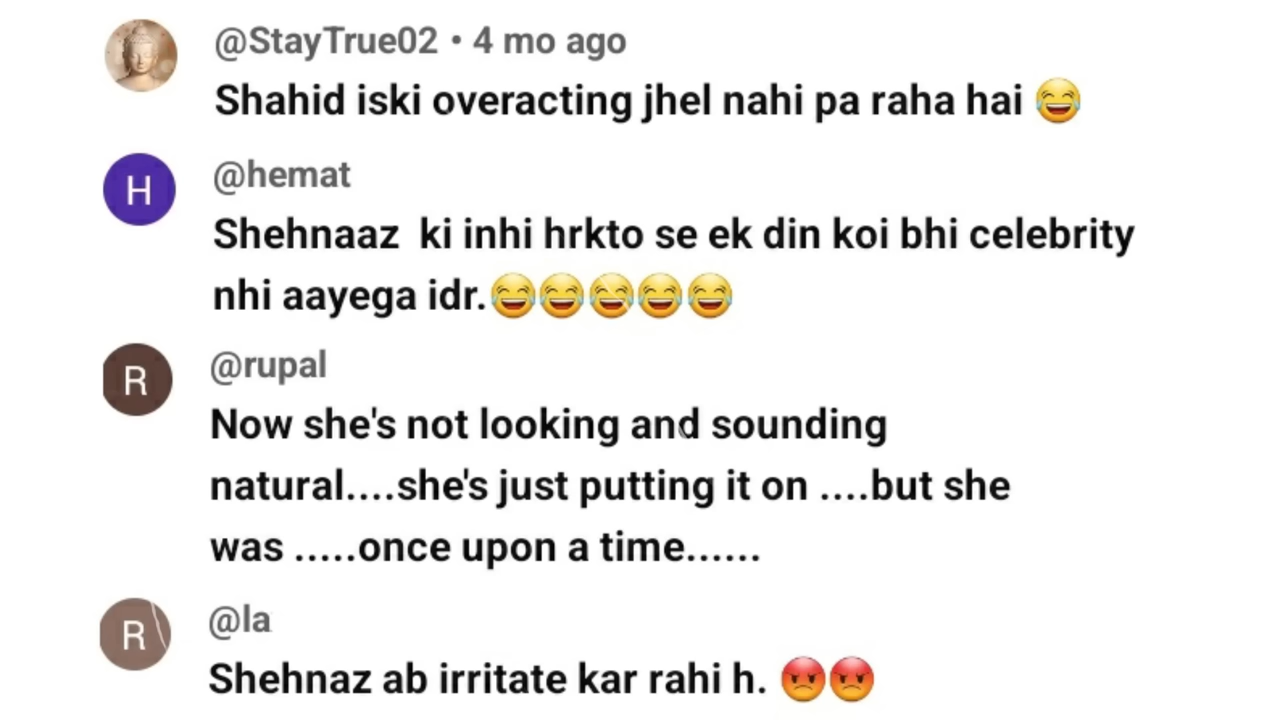 @StayTrue02 • 4 mo ago
Shahid iski overacting jhel nahi pa raha hai 😂
H
@hemat
Shehnaaz ki inhi hrkto se ek din koi bhi celebrity
nhi aayega idr.😂😂😂😂😂
R
@rupal
Now she's not looking and sounding
natural....she's just putting it on ....but she
was .....once upon a time......
R
@la
Shehnaz ab irritate kar rahi h. 😡😡